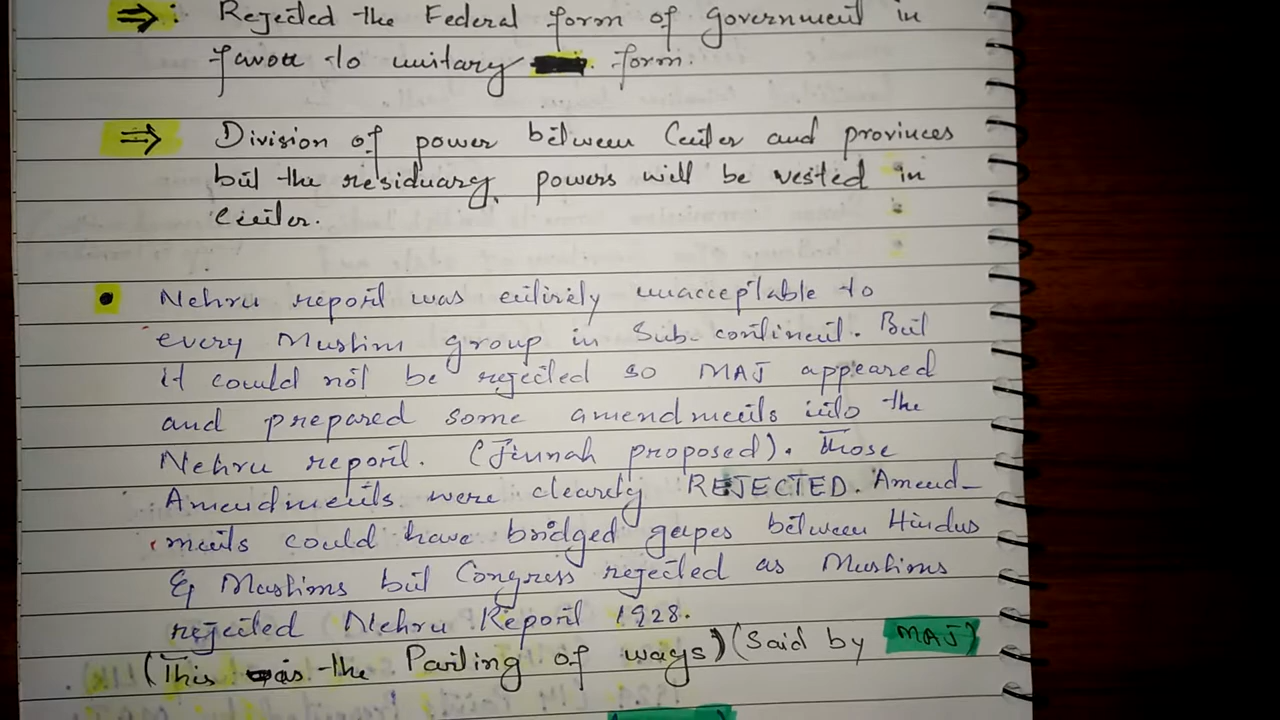 ⇒: Rejected the Federal form of government in
favou to unitary form.
⇒ Division of power between Center and provinces
but the residuary powers will be vested in
Center.
• Nehru report was entirely unacceptable to
every Muslim group in Sub-continent. But
it could not be rejected so MAJ appeared
and prepared some amendments into the
Nehru report. (Jinnah proposed). Those
Amendments were clearly REJECTED. Amend-
ments could have bridged gapes between Hindus
& Muslims but Congress rejected as Muslims
rejected Nehru Report 1928.
(This is the Parting of ways) (Said by MAJ)